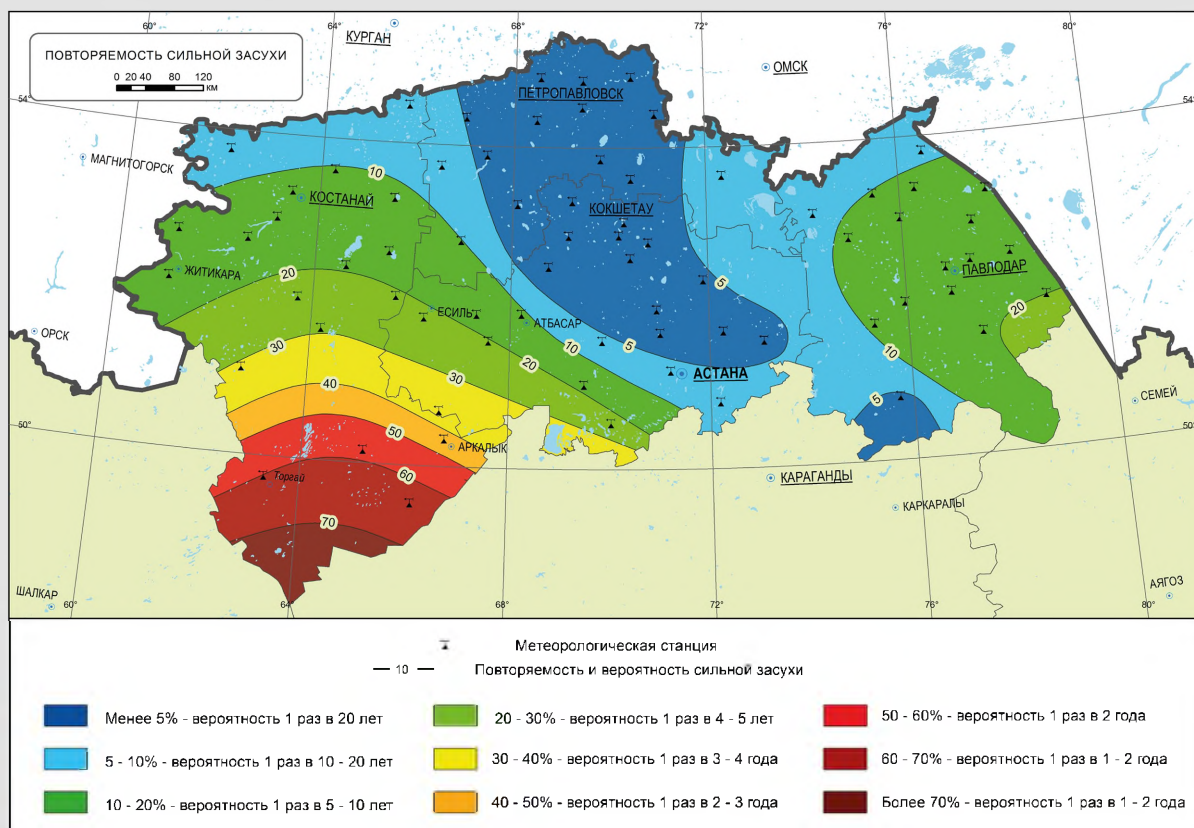 60°
64°
68°
72°
76°
80°
КУРГАН
ПОВТОРЯЕМОСТЬ СИЛЬНОЙ ЗАСУХИ
0 20 40 80 120
КМ
ОМСК
ПЕТРОПАВЛОВСК
54°
54°
МАГНИТОГОРСК
10
КОСТАНАЙ
КОКШЕТАУ
ЖИТИКАРА
20
5
ПАВЛОДАР
20
ЕСИЛЬ
АТБАСАР
ОРСК
30
10
5
10
20
АСТАНА
30
40
5
СЕМЕЙ
50°
50
АРКАЛЫК
50°
Торгай
60
КАРАГАНДЫ
КАРКАРАЛЫ
70
ШАЛКАР
АЯГОЗ
60°
64°
68°
72°
76°
80°
Метеорологическая станция
10
Повторяемость и вероятность сильной засухи
Менее 5% - вероятность 1 раз в 20 лет
5 - 10% - вероятность 1 раз в 10 - 20 лет
10 - 20% - вероятность 1 раз в 5 - 10 лет
20 - 30% - вероятность 1 раз в 4 - 5 лет
30 - 40% - вероятность 1 раз в 3 - 4 года
40 - 50% - вероятность 1 раз в 2 - 3 года
50 - 60% - вероятность 1 раз в 2 года
60 - 70% - вероятность 1 раз в 1 - 2 года
Более 70% - вероятность 1 раз в 1 - 2 года